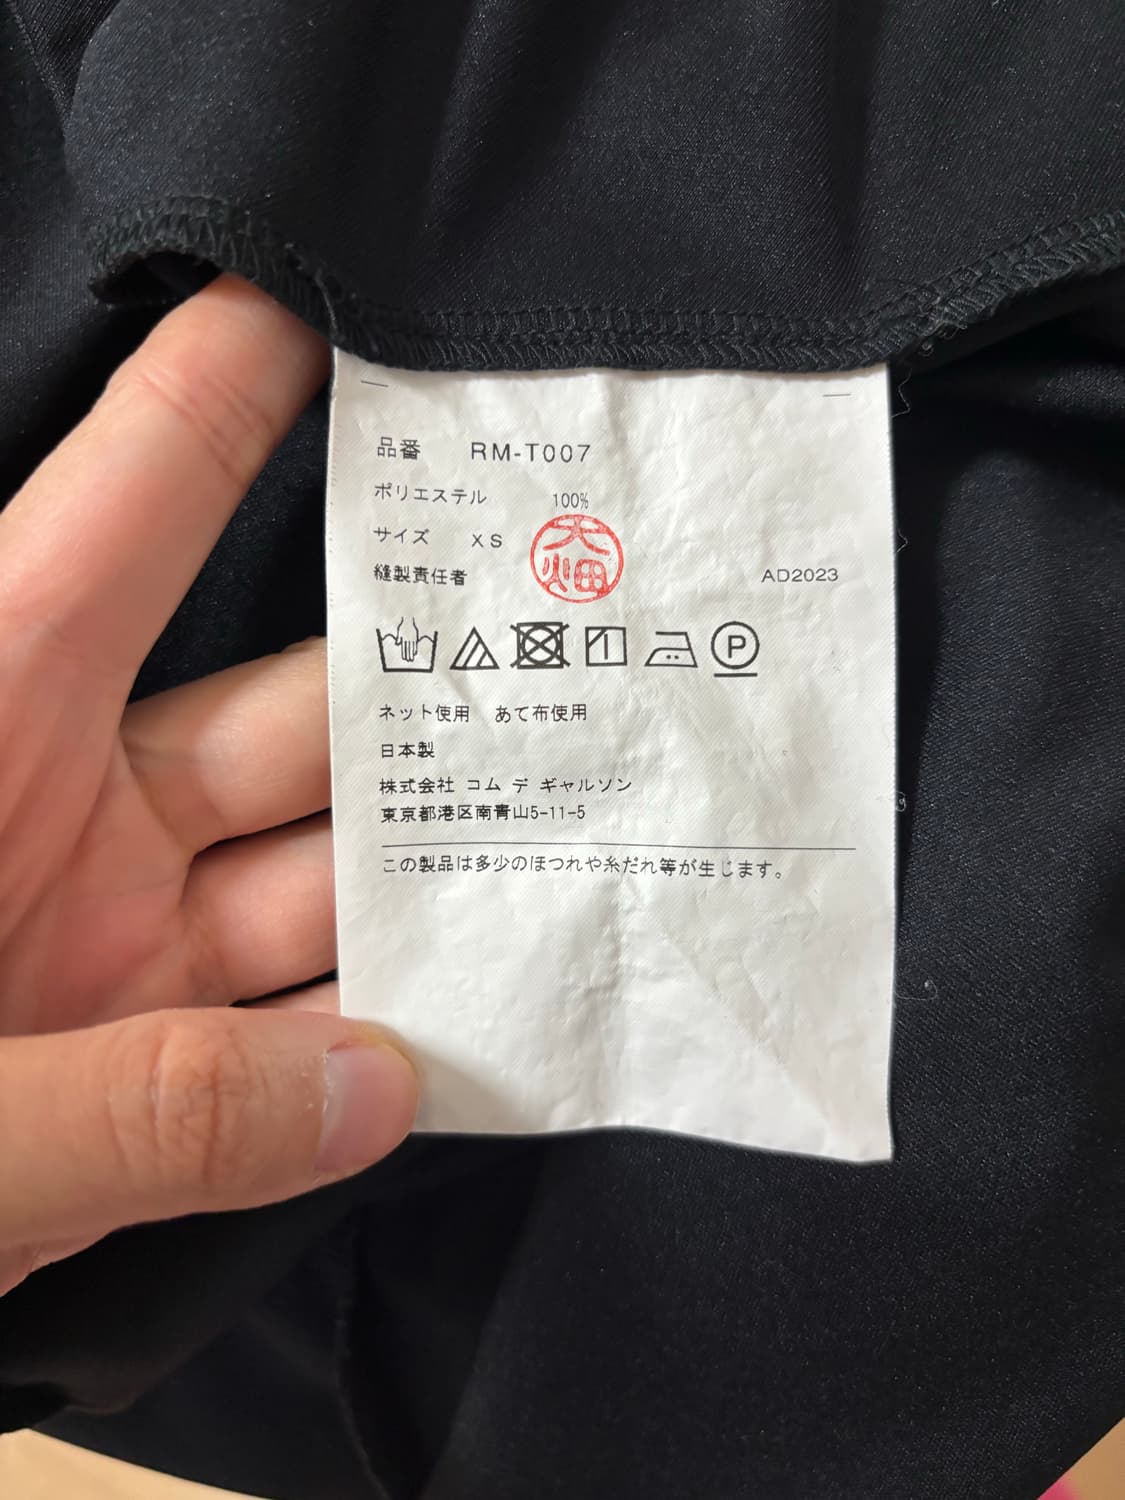 品番 RM-T007
ポリエステル 100%
サイズ XS
大畑
縫製責任者 AD2023
P
ネット使用 あて布使用
日本製
株式会社 コム デ ギャルソン
東京都港区南青山5-11-5
この製品は多少のほつれや糸だれ等が生じます。